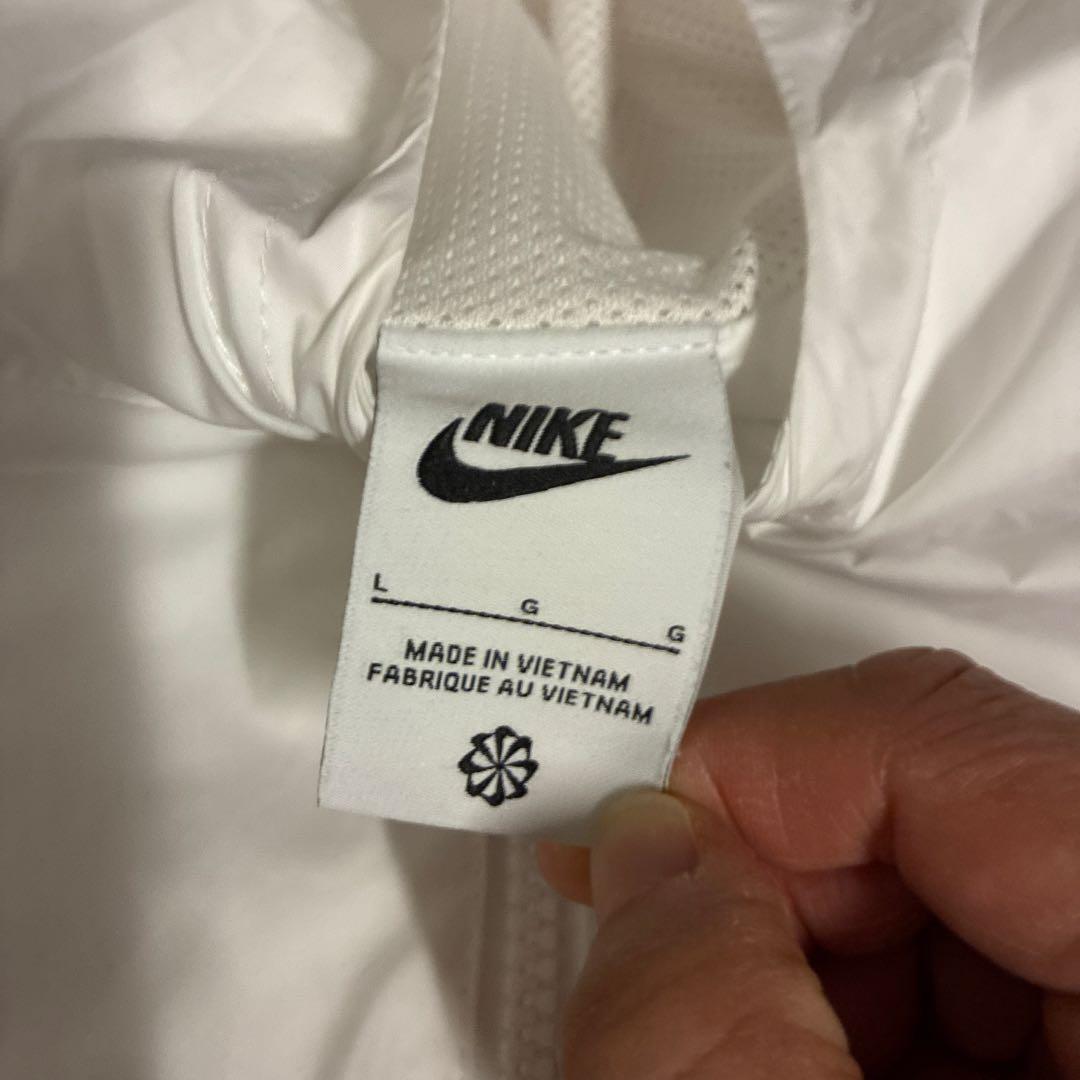 NIKE
L G G
MADE IN VIETNAM
FABRIQUE AU VIETNAM